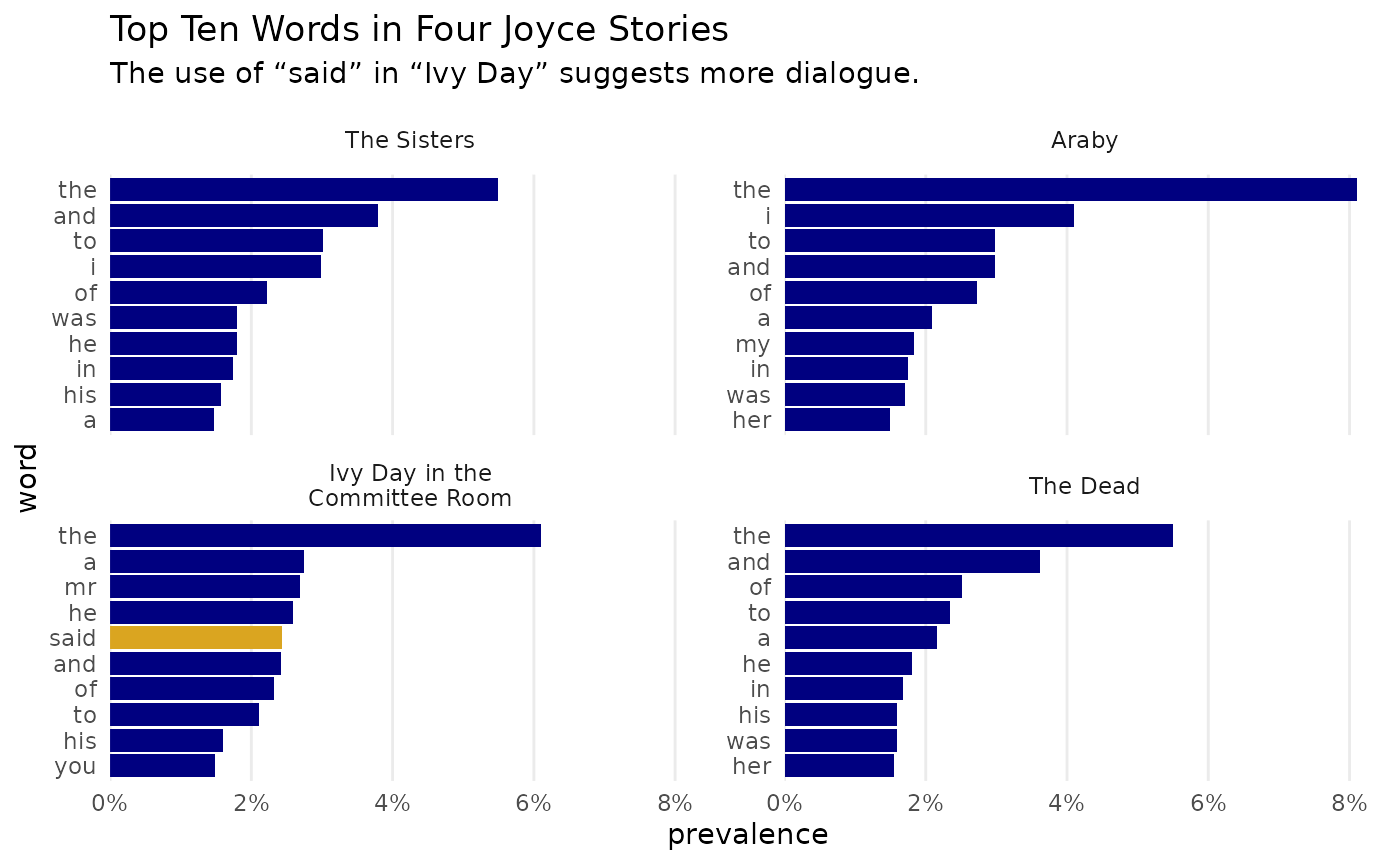 Top Ten Words in Four Joyce Stories
The use of “said” in “Ivy Day” suggests more dialogue.
The Sisters
the
and
to
i
of
was
he
in
his
a
Araby
the
i
to
and
of
a
my
in
was
her
word
Ivy Day in the
Committee Room
the
a
mr
he
said
and
of
to
his
you
0% 2% 4% 6% 8%
The Dead
the
and
of
to
a
he
in
his
was
her
0% 2% 4% 6% 8%
prevalence